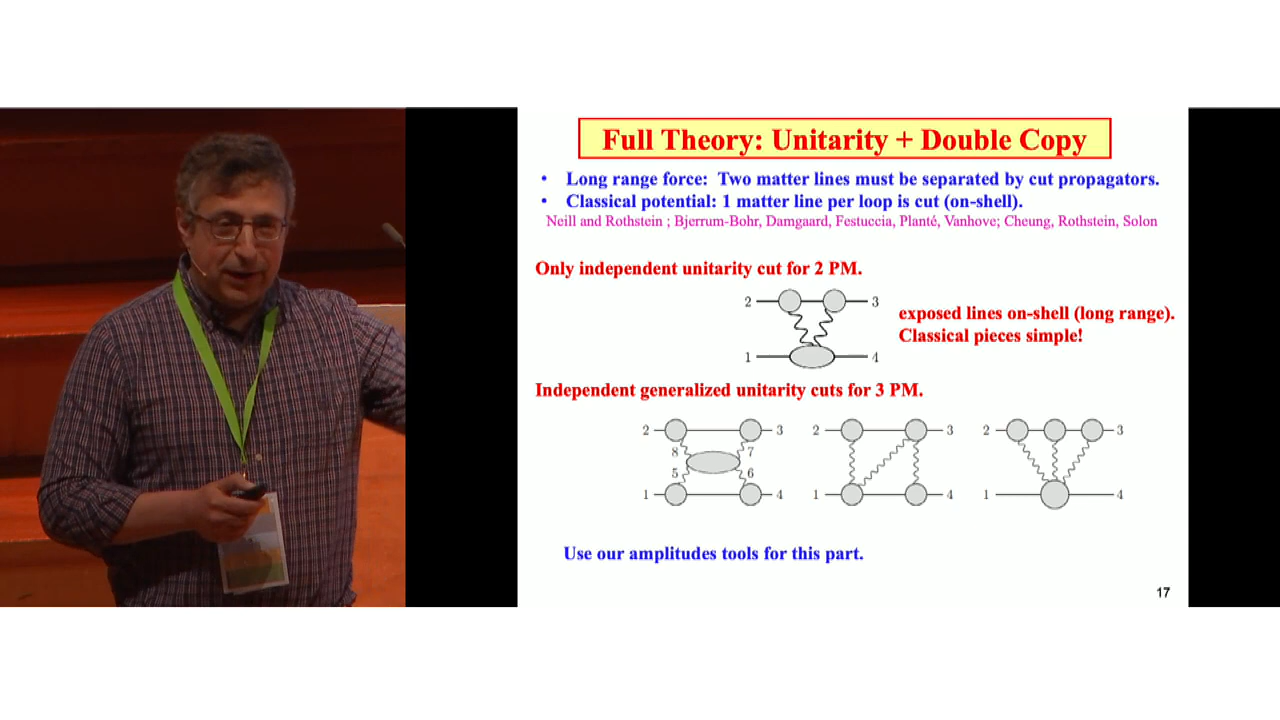 Full Theory: Unitarity + Double Copy
• Long range force: Two matter lines must be separated by cut propagators.
• Classical potential: 1 matter line per loop is cut (on-shell).
Neill and Rothstein ; Bjerrum-Bohr, Damgaard, Festuccia, Planté, Vanhove; Cheung, Rothstein, Solon
Only independent unitarity cut for 2 PM.
2 3
exposed lines on-shell (long range).
Classical pieces simple!
1 4
Independent generalized unitarity cuts for 3 PM.
2 3 2 3 2 3
8 7
5 6
1 4 1 4 1 4
Use our amplitudes tools for this part.
17